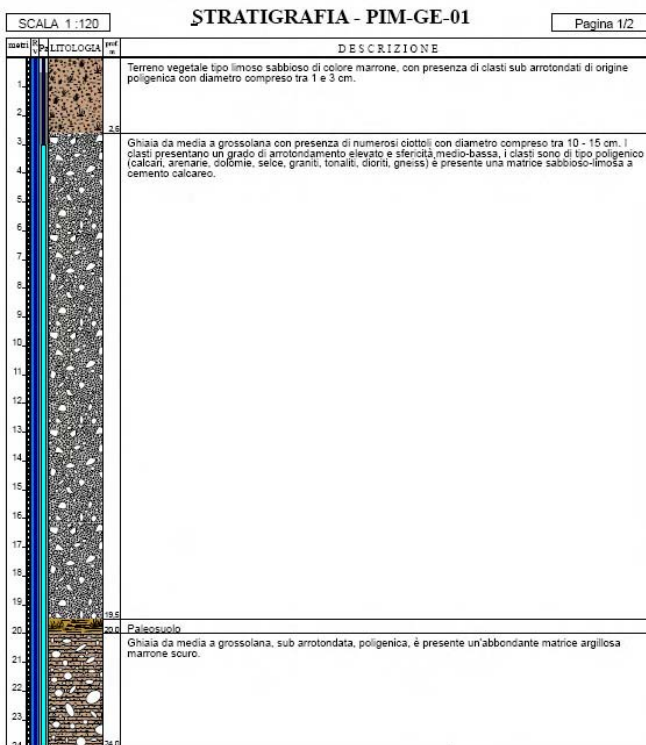 SCALA 1 :120
STRATIGRAFIA - PIM-GE-01
Pagina 1/2
metri R v Pz LITOLOGIA prof. m DESCRIZIONE
Terreno vegetale tipo limoso sabbioso di colore marrone, con presenza di clasti sub arrotondati di origine
poligenica con diametro compreso tra 1 e 3 cm.
1
2
2.6
3
Ghiaia da media a grossolana con presenza di numerosi ciottoli con diametro compreso tra 10 - 15 cm. I
clasti presentano un grado di arrotondamento elevato e sfericità medio-bassa, i clasti sono di tipo poligenico
(calcari, arenarie, dolomie, selce, graniti, tonaliti, dioriti, gneiss) è presente una matrice sabbioso-limosa a
cemento calcareo.
4
5
6
7
8
9
10
11
12
13
14
15
16
17
18
19
19.5
20
20.0
Paleosuolo
Ghiaia da media a grossolana, sub arrotondata, poligenica, è presente un'abbondante matrice argillosa
marrone scuro.
21
22
23
24
24.0